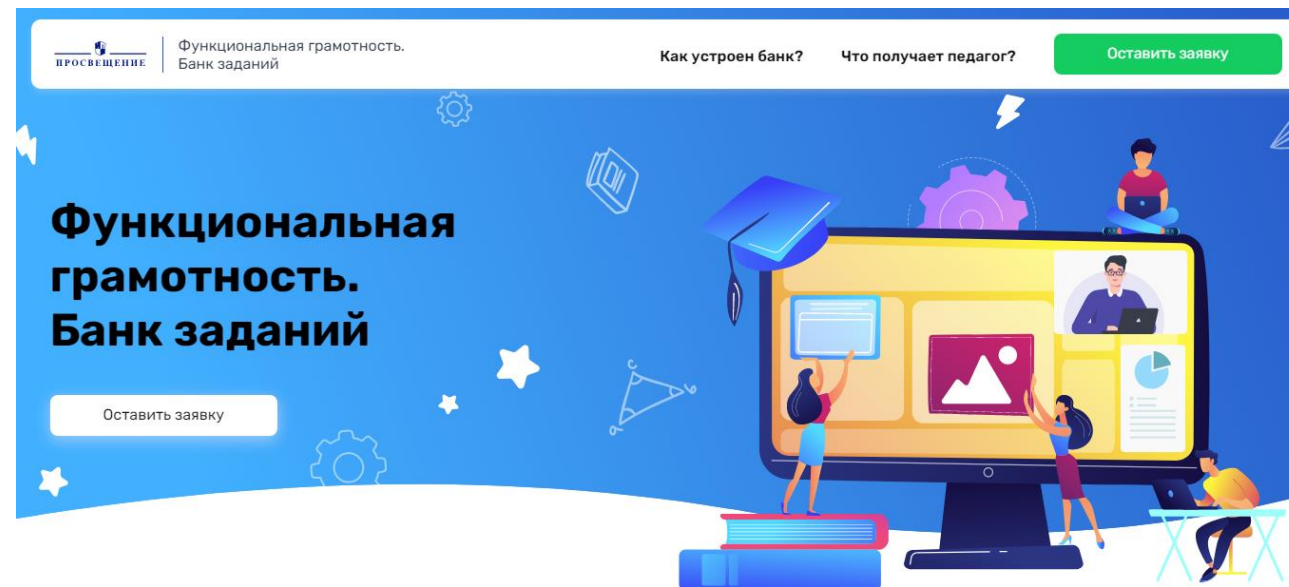 ПРОСВЕЩЕНИЕ
Функциональная грамотность.
Банк заданий
Как устроен банк?
Что получает педагог?
Оставить заявку
Функциональная
грамотность.
Банк заданий
Оставить заявку
c
b
a